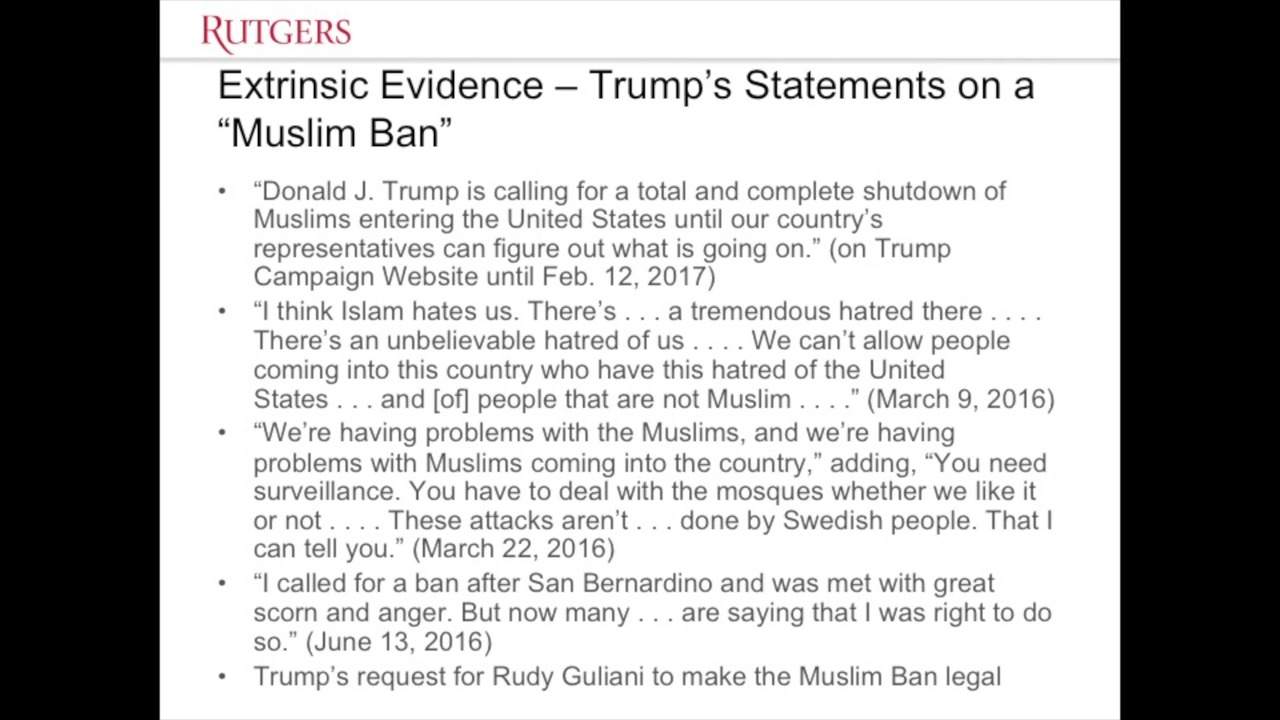 RUTGERS
Extrinsic Evidence – Trump’s Statements on a
“Muslim Ban”
• “Donald J. Trump is calling for a total and complete shutdown of
Muslims entering the United States until our country’s
representatives can figure out what is going on.” (on Trump
Campaign Website until Feb. 12, 2017)
• “I think Islam hates us. There’s . . . a tremendous hatred there . . . .
There’s an unbelievable hatred of us . . . . We can’t allow people
coming into this country who have this hatred of the United
States . . . and [of] people that are not Muslim . . . .” (March 9, 2016)
• “We’re having problems with the Muslims, and we’re having
problems with Muslims coming into the country,” adding, “You need
surveillance. You have to deal with the mosques whether we like it
or not . . . . These attacks aren’t . . . done by Swedish people. That I
can tell you.” (March 22, 2016)
• “I called for a ban after San Bernardino and was met with great
scorn and anger. But now many . . . are saying that I was right to do
so.” (June 13, 2016)
• Trump’s request for Rudy Guliani to make the Muslim Ban legal